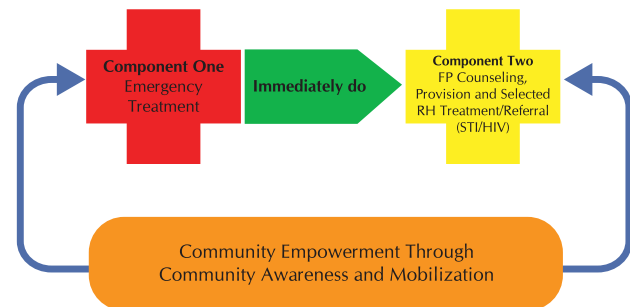 Component One
Emergency
Treatment
Immediately do
Component Two
FP Counseling,
Provision and Selected
RH Treatment/Referral
(STI/HIV)
Community Empowerment Through
Community Awareness and Mobilization